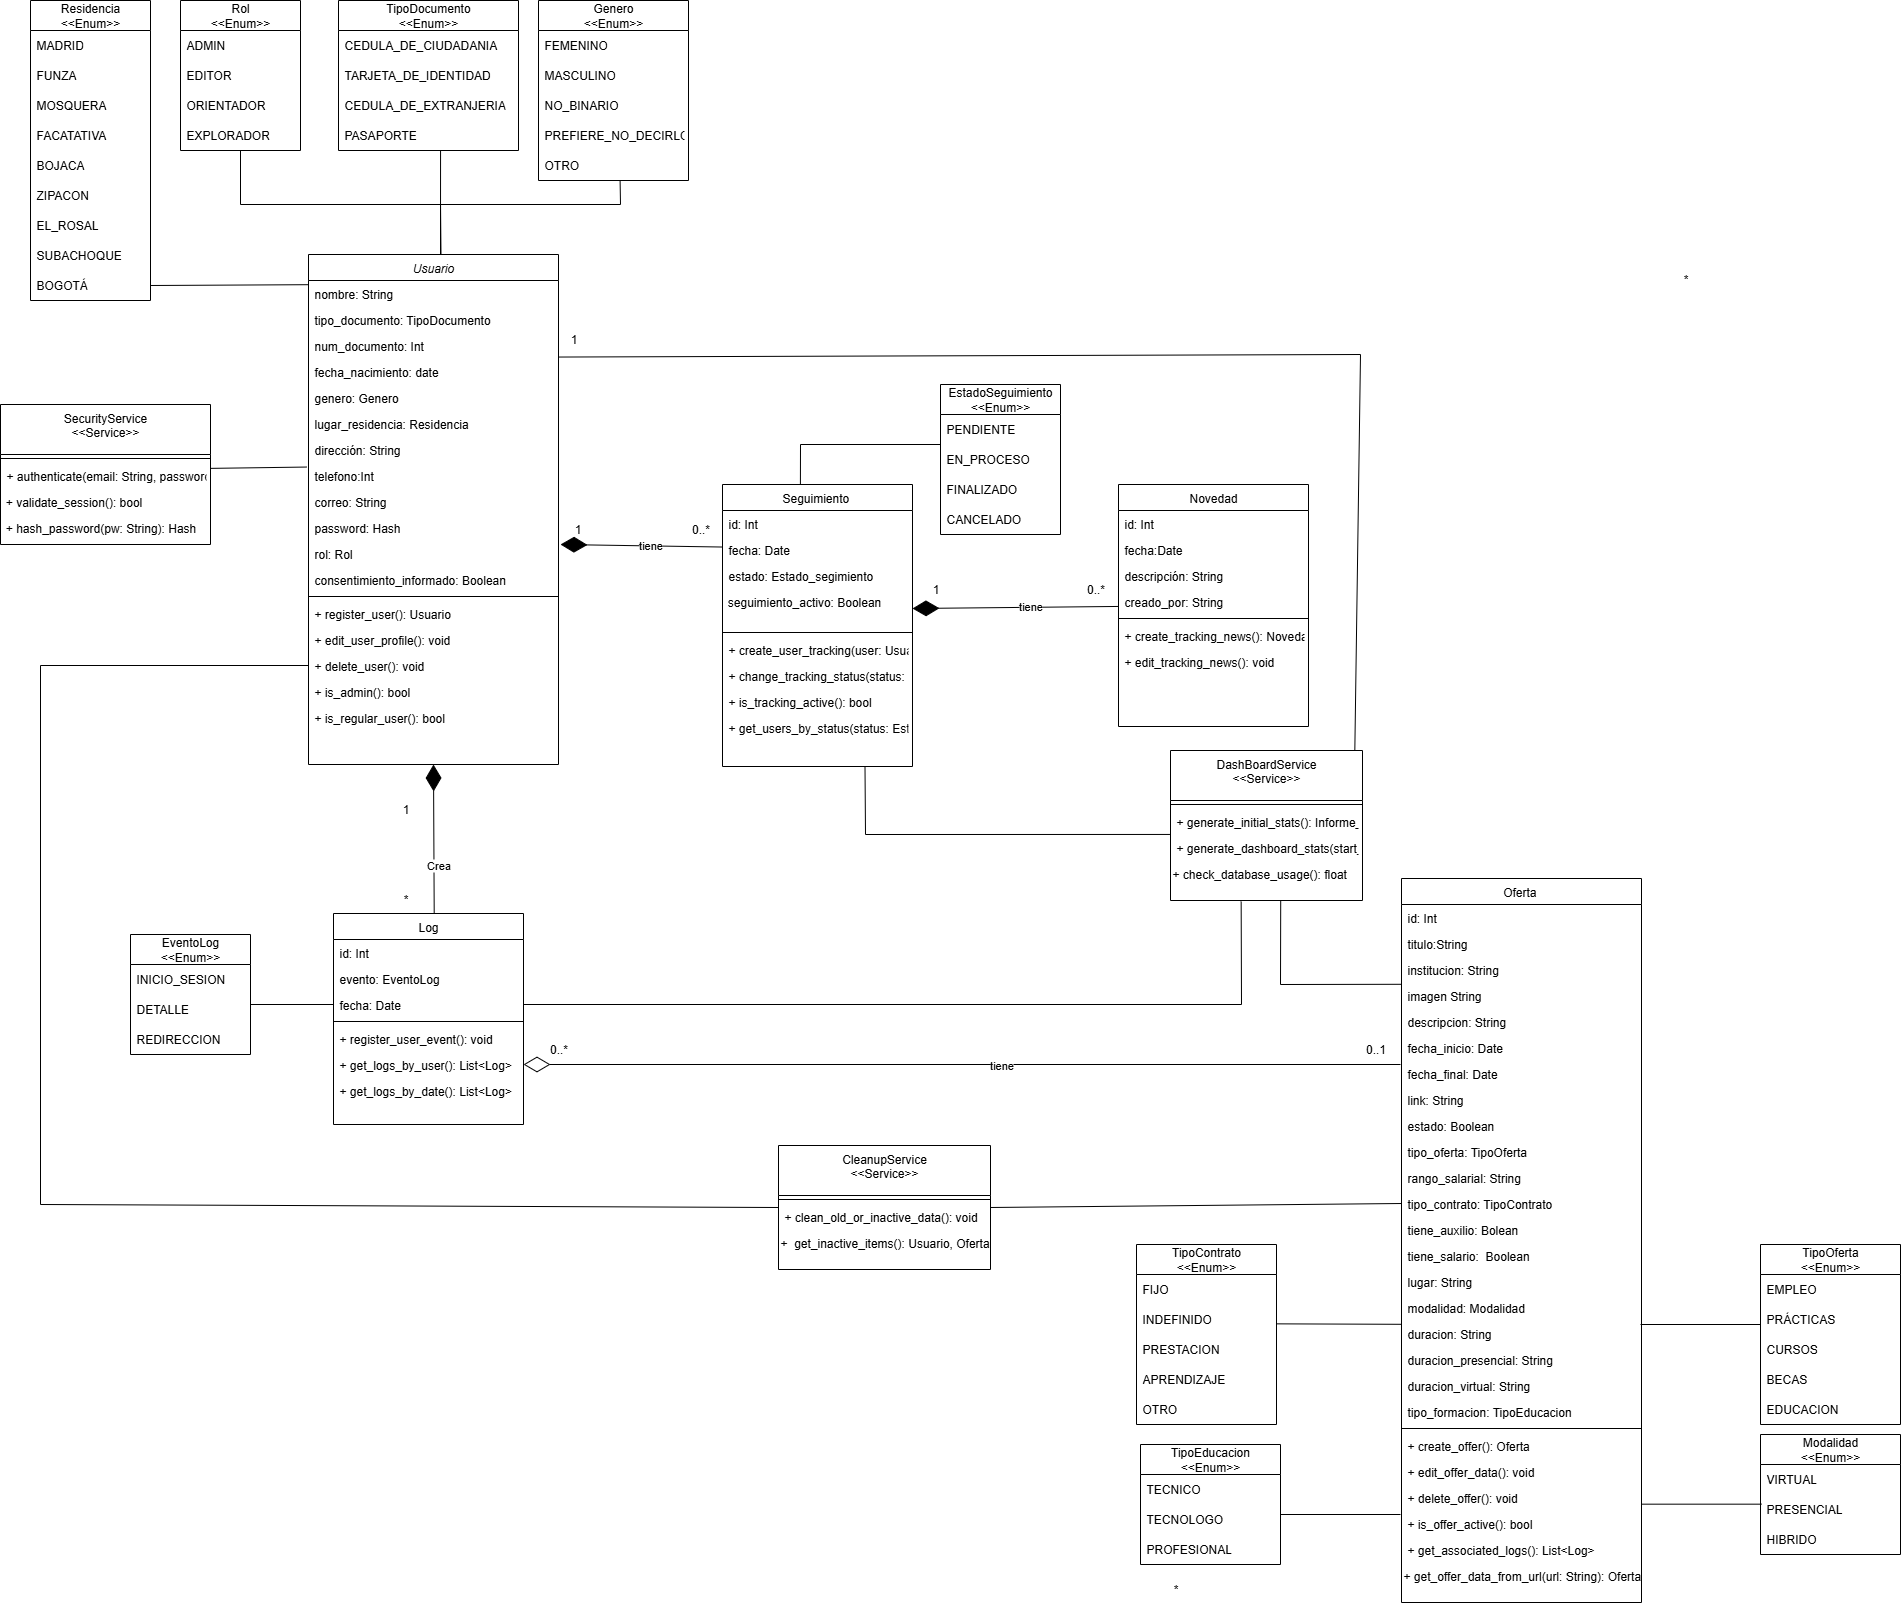 Residencia
<<Enum>>
MADRID
FUNZA
MOSQUERA
FACATATIVA
BOJACA
ZIPACON
EL_ROSAL
SUBACHOQUE
BOGOTÁ
Rol
<<Enum>>
ADMIN
EDITOR
ORIENTADOR
EXPLORADOR
TipoDocumento
<<Enum>>
CEDULA_DE_CIUDADANIA
TARJETA_DE_IDENTIDAD
CEDULA_DE_EXTRANJERIA
PASAPORTE
Genero
<<Enum>>
FEMENINO
MASCULINO
NO_BINARIO
PREFIERE_NO_DECIRLO
OTRO
*
Usuario
nombre: String
tipo_documento: TipoDocumento
num_documento: Int
fecha_nacimiento: date
genero: Genero
lugar_residencia: Residencia
dirección: String
telefono:Int
correo: String
password: Hash
rol: Rol
consentimiento_informado: Boolean
+ register_user(): Usuario
+ edit_user_profile(): void
+ delete_user(): void
+ is_admin(): bool
+ is_regular_user(): bool
1
SecurityService
<<Service>>
+ authenticate(email: String, password
+ validate_session(): bool
+ hash_password(pw: String): Hash
1
tiene
0..*
EstadoSeguimiento
<<Enum>>
PENDIENTE
EN_PROCESO
FINALIZADO
CANCELADO
Seguimiento
id: Int
fecha: Date
estado: Estado_segimiento
seguimiento_activo: Boolean
+ create_user_tracking(user: Usua
+ change_tracking_status(status:
+ is_tracking_active(): bool
+ get_users_by_status(status: Est
1
tiene
0..*
Novedad
id: Int
fecha:Date
descripción: String
creado_por: String
+ create_tracking_news(): Noveda
+ edit_tracking_news(): void
DashBoardService
<<Service>>
+ generate_initial_stats(): Informe_
+ generate_dashboard_stats(start_
+ check_database_usage(): float
1
Crea
*
Log
id: Int
evento: EventoLog
fecha: Date
+ register_user_event(): void
+ get_logs_by_user(): List<Log>
+ get_logs_by_date(): List<Log>
EventoLog
<<Enum>>
INICIO_SESION
DETALLE
REDIRECCION
0..*
tiene
0..1
Oferta
id: Int
titulo:String
institucion: String
imagen String
descripcion: String
fecha_inicio: Date
fecha_final: Date
link: String
estado: Boolean
tipo_oferta: TipoOferta
rango_salarial: String
tipo_contrato: TipoContrato
tiene_auxilio: Bolean
tiene_salario:  Boolean
lugar: String
modalidad: Modalidad
duracion: String
duracion_presencial: String
duracion_virtual: String
tipo_formacion: TipoEducacion
+ create_offer(): Oferta
+ edit_offer_data(): void
+ delete_offer(): void
+ is_offer_active(): bool
+ get_associated_logs(): List<Log>
+ get_offer_data_from_url(url: String): Oferta
CleanupService
<<Service>>
+ clean_old_or_inactive_data(): void
+  get_inactive_items(): Usuario, Oferta
TipoContrato
<<Enum>>
FIJO
INDEFINIDO
PRESTACION
APRENDIZAJE
OTRO
TipoEducacion
<<Enum>>
TECNICO
TECNOLOGO
PROFESIONAL
*
TipoOferta
<<Enum>>
EMPLEO
PRÁCTICAS
CURSOS
BECAS
EDUCACION
Modalidad
<<Enum>>
VIRTUAL
PRESENCIAL
HIBRIDO